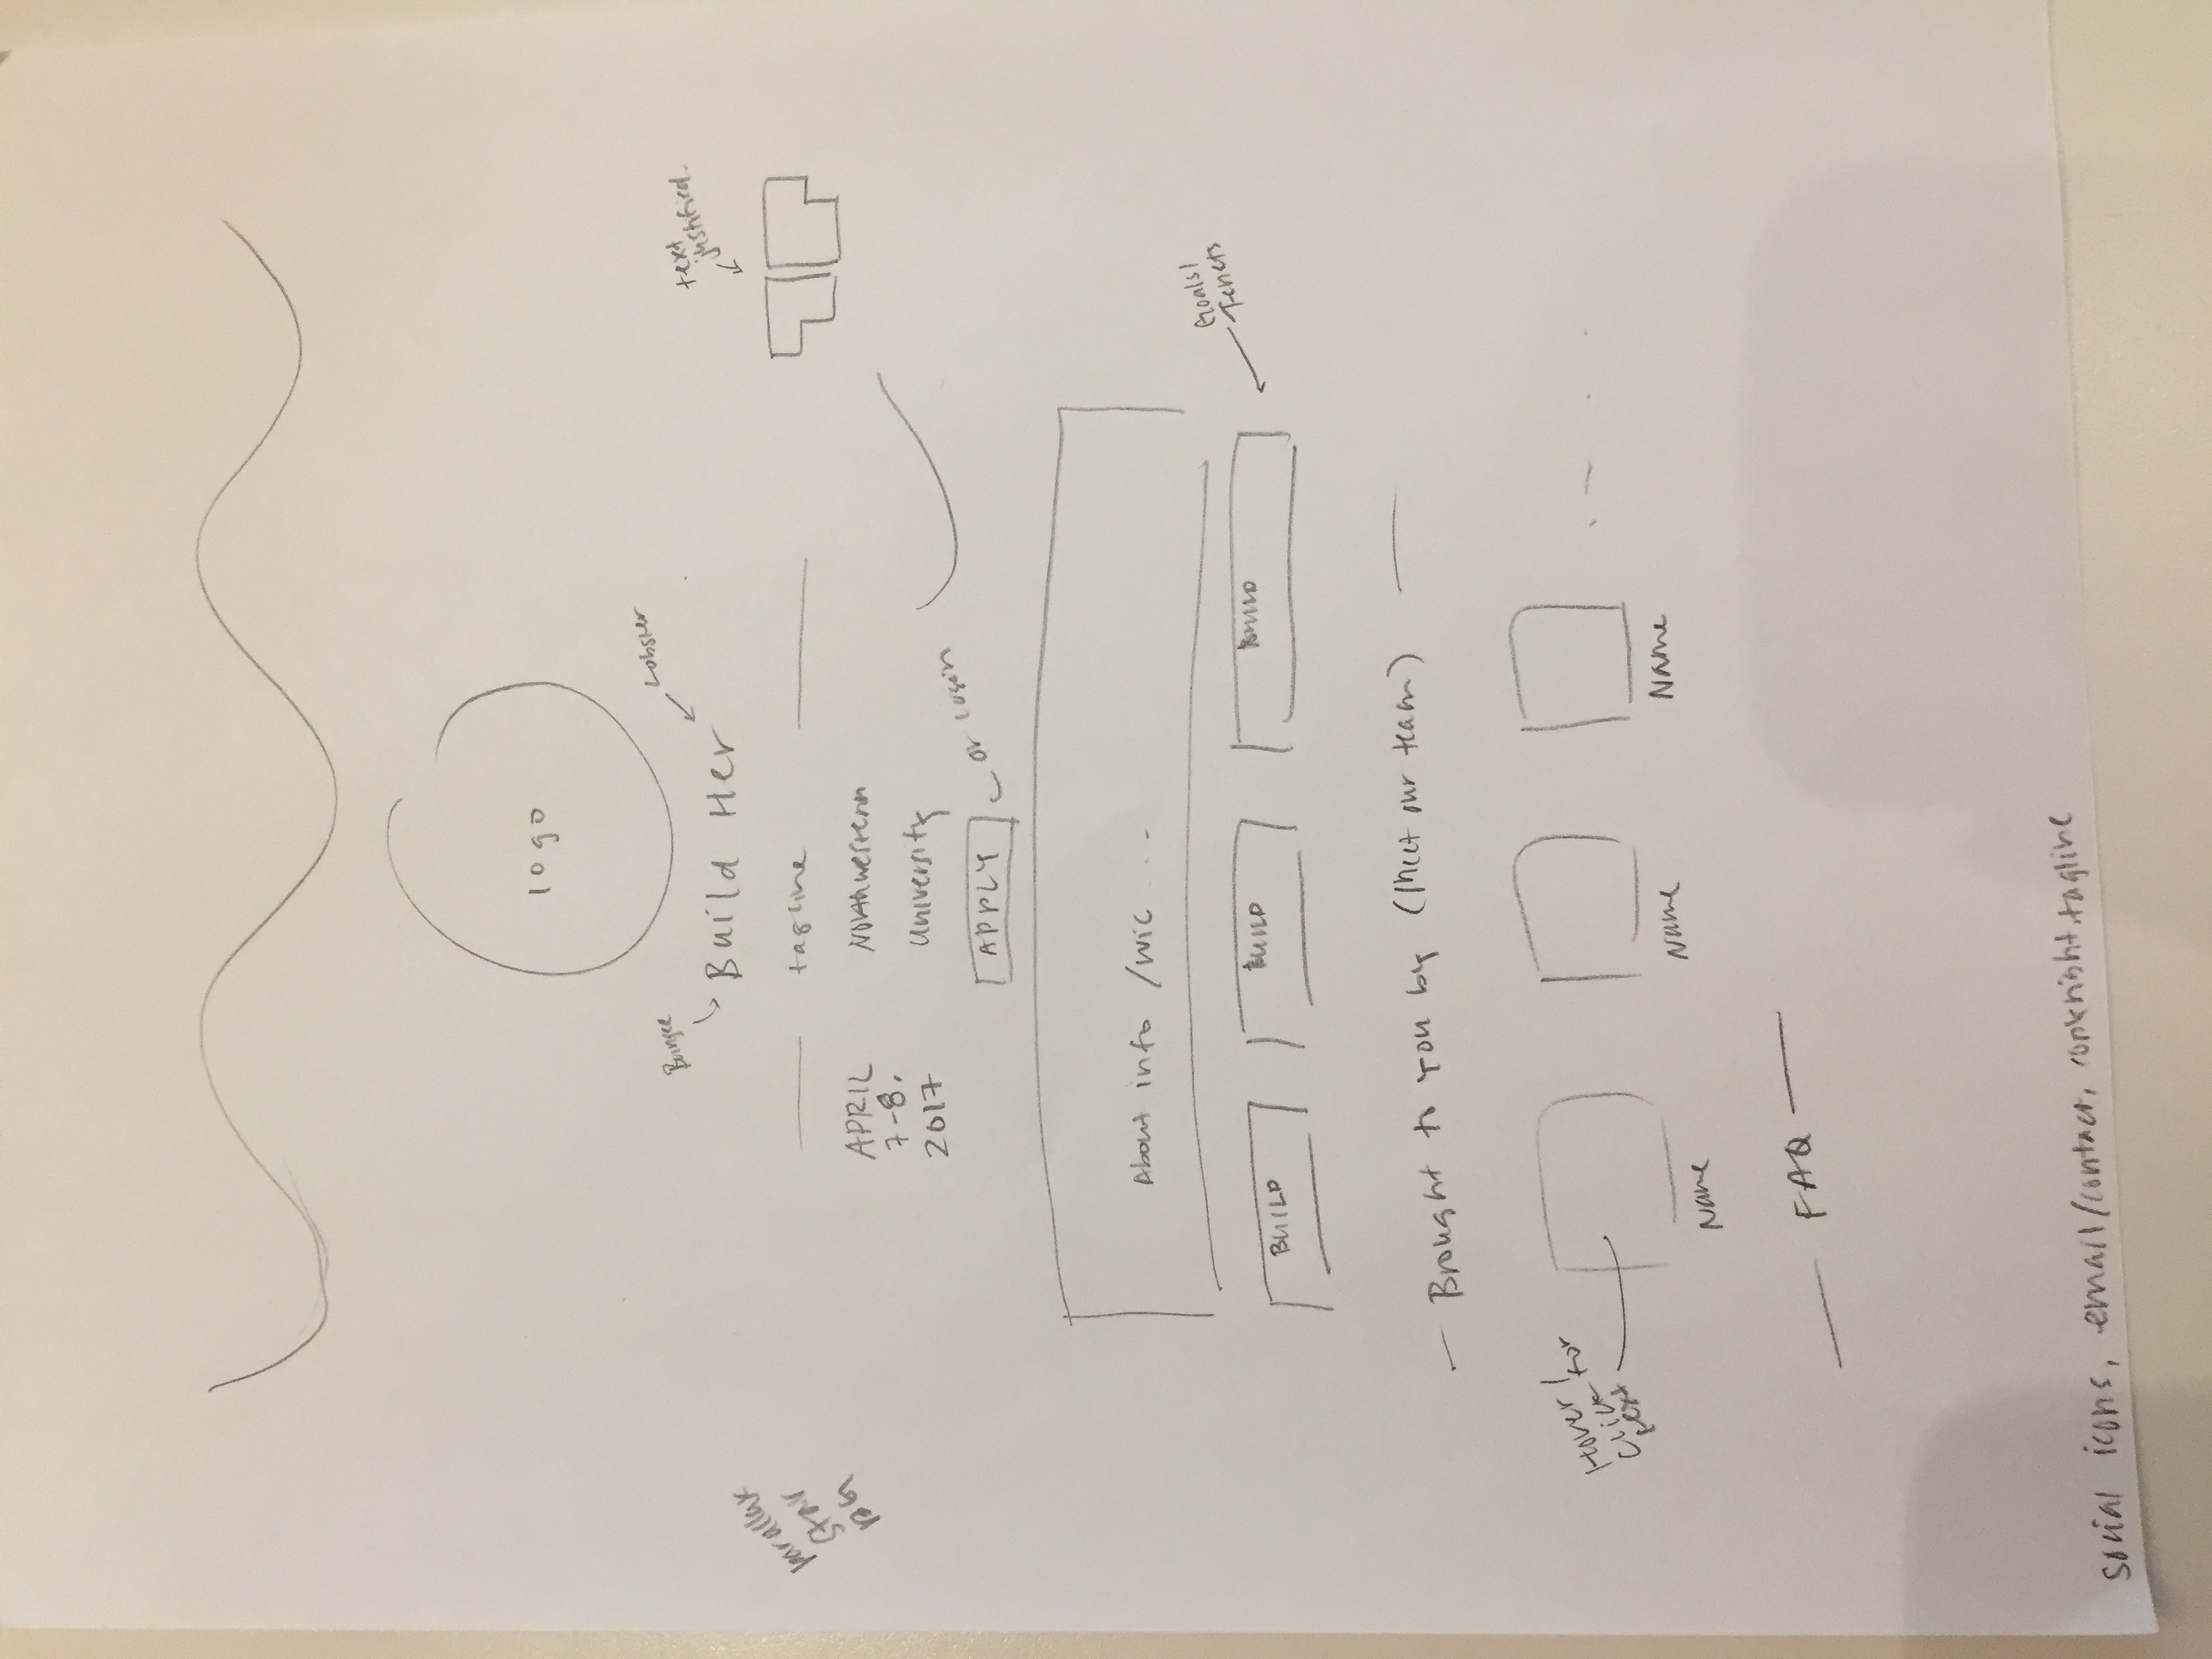 logo
Bungee
Lobster
Build Her
text
justified.
tagline
parallax
star
BG
APRIL
7-8.
2017
Northwestern
University
APPLY
or login
About info /WIC ...
Goals/
Tenets
BUILD
BUILD
BUILD
Brought to you by (Meet our team)
Hover/
Click for
text
Name
Name
Name
FAQ
social icons, email/contact, copyright, tagline